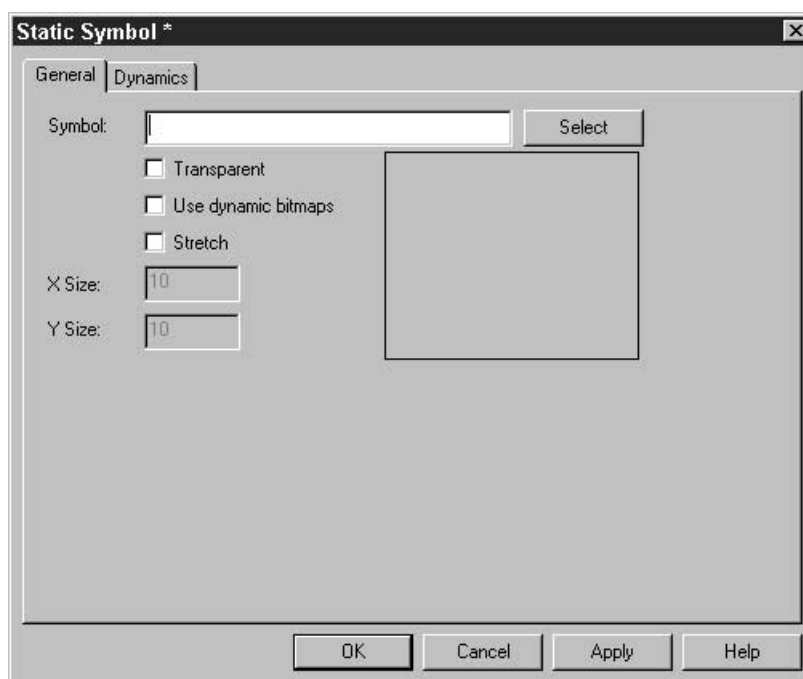 Static Symbol *
General Dynamics
Symbol: Select
Transparent
Use dynamic bitmaps
Stretch
X Size: 10
Y Size: 10
OK Cancel Apply Help